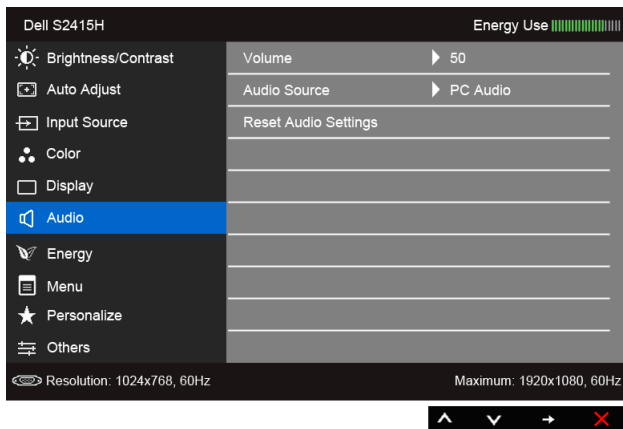 Dell S2415H Energy Use
Brightness/Contrast Volume 50
Auto Adjust Audio Source PC Audio
Input Source Reset Audio Settings
Color
Display
Audio
Energy
Menu
Personalize
Others
Resolution: 1024x768, 60Hz Maximum: 1920x1080, 60Hz